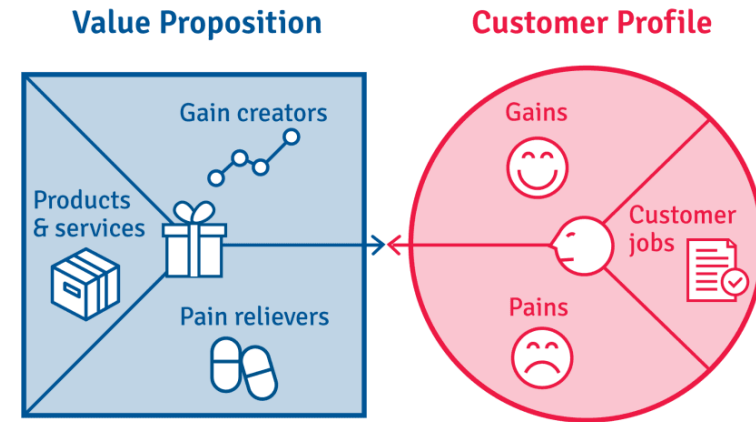 Value Proposition
Customer Profile
Gain creators
Products
& services
Pain relievers
Gains
Customer
jobs
Pains